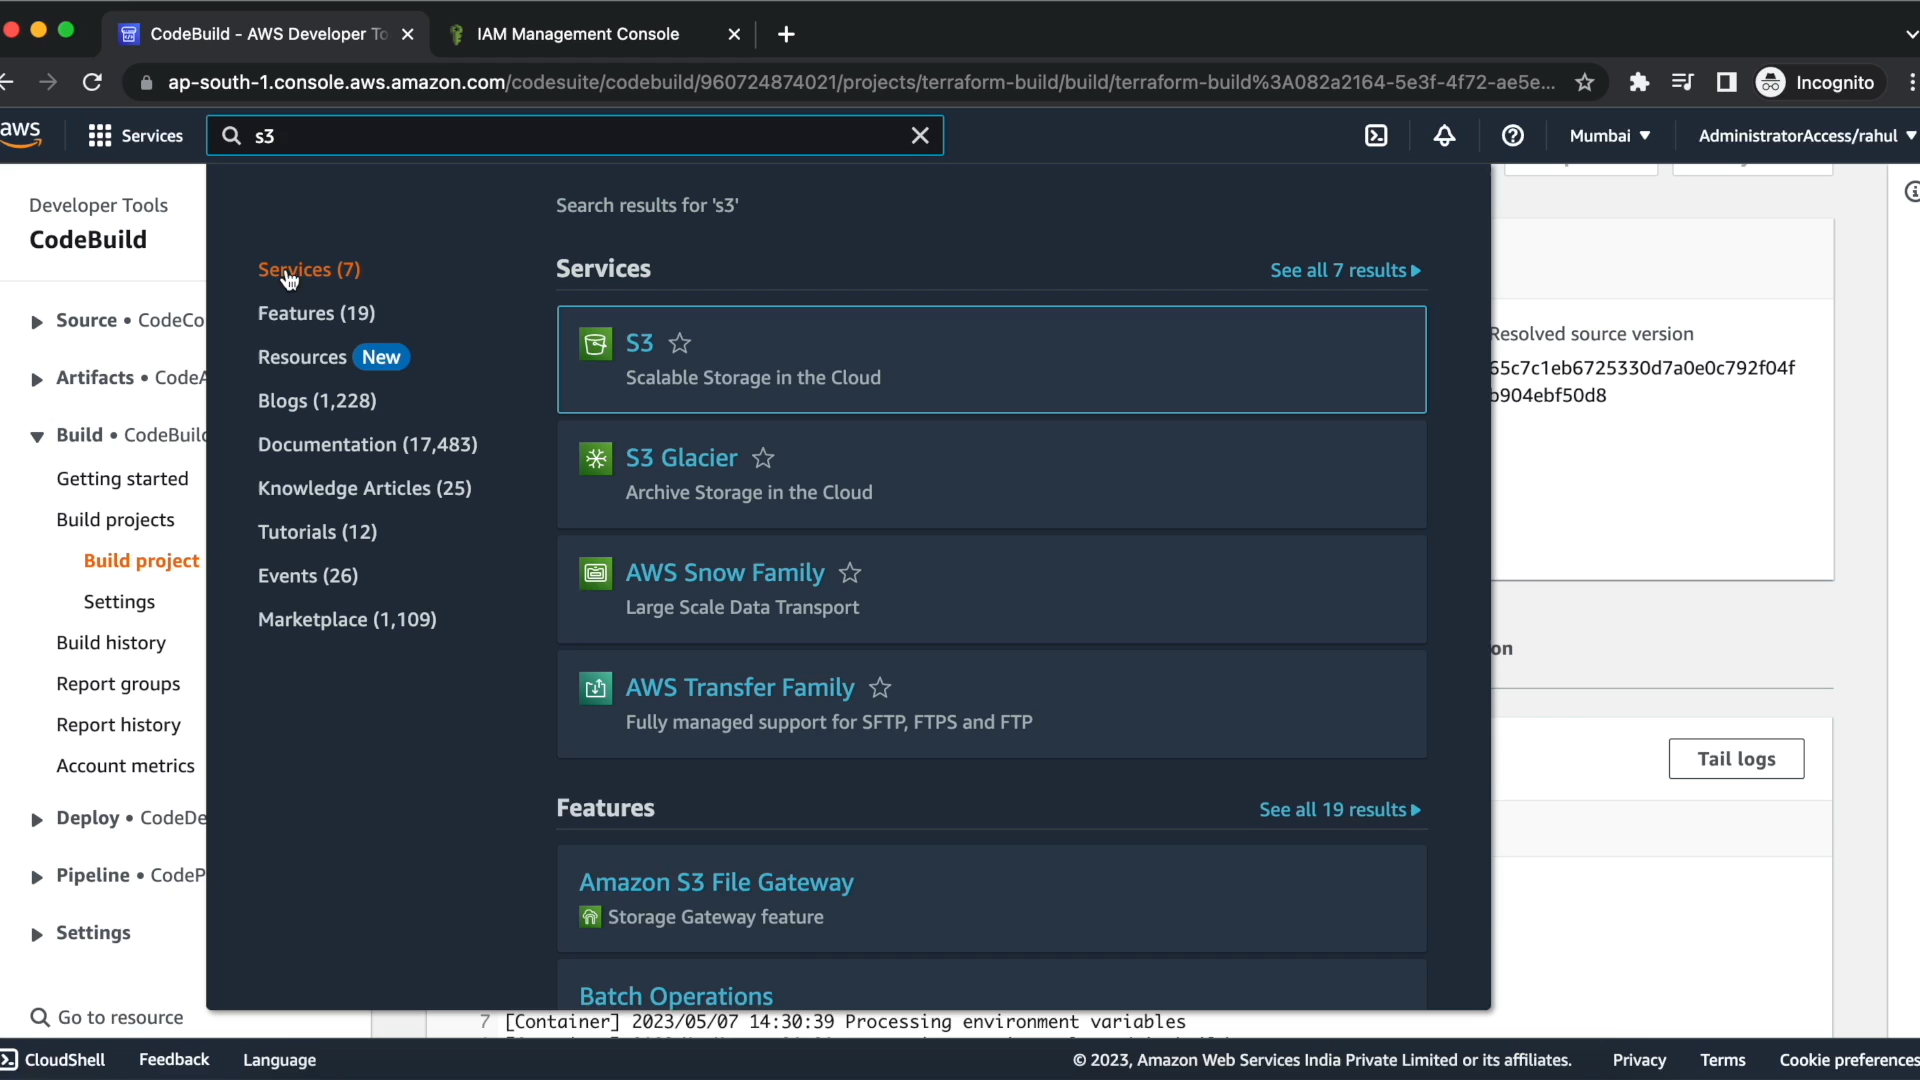 CodeBuild - AWS Developer To
IAM Management Console
ap-south-1.console.aws.amazon.com/codesuite/codebuild/960724874021/projects/terraform-build/build/terraform-build%3A082a2164-5e3f-4f72-ae5e...
Incognito
aws
Services
s3
Mumbai
AdministratorAccess/rahul
Developer Tools
CodeBuild
Source • CodeCo
Artifacts • CodeA
Build • CodeBuild
Getting started
Build projects
Build project
Settings
Build history
Report groups
Report history
Account metrics
Deploy • CodeDe
Pipeline • CodeP
Settings
Go to resource
Search results for 's3'
Services (7)
Features (19)
Resources New
Blogs (1,228)
Documentation (17,483)
Knowledge Articles (25)
Tutorials (12)
Events (26)
Marketplace (1,109)
Services
See all 7 results
S3
Scalable Storage in the Cloud
S3 Glacier
Archive Storage in the Cloud
AWS Snow Family
Large Scale Data Transport
AWS Transfer Family
Fully managed support for SFTP, FTPS and FTP
Features
See all 19 results
Amazon S3 File Gateway
Storage Gateway feature
Batch Operations
Resolved source version
65c7c1eb6725330d7a0e0c792f04f
b904ebf50d8
on
Tail logs
7 [Container] 2023/05/07 14:30:39 Processing environment variables
CloudShell
Feedback
Language
© 2023, Amazon Web Services India Private Limited or its affiliates.
Privacy
Terms
Cookie preferences